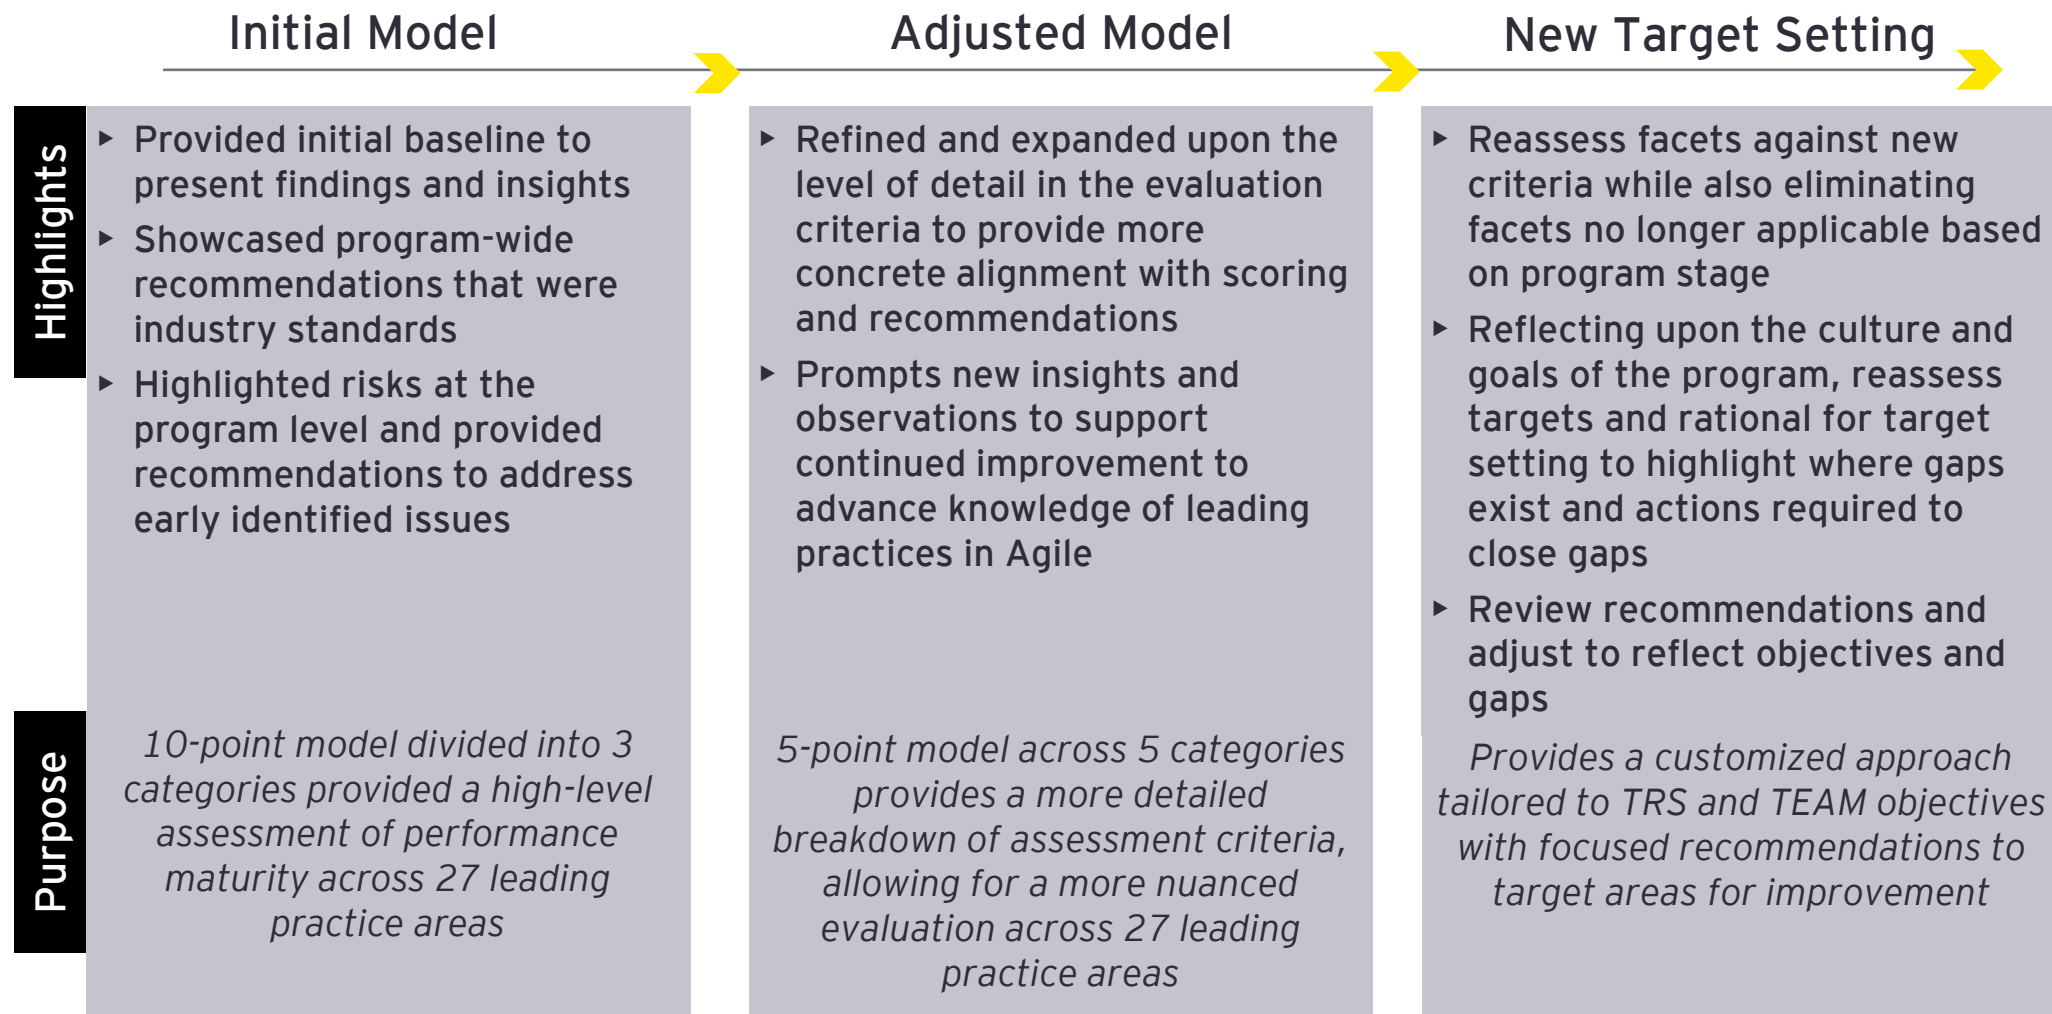 Initial Model
Adjusted Model
New Target Setting
Highlights
‣ Provided initial baseline to
present findings and insights
‣ Showcased program-wide
recommendations that were
industry standards
‣ Highlighted risks at the
program level and provided
recommendations to address
early identified issues
‣ Refined and expanded upon the
level of detail in the evaluation
criteria to provide more
concrete alignment with scoring
and recommendations
‣ Prompts new insights and
observations to support
continued improvement to
advance knowledge of leading
practices in Agile
‣ Reassess facets against new
criteria while also eliminating
facets no longer applicable based
on program stage
‣ Reflecting upon the culture and
goals of the program, reassess
targets and rational for target
setting to highlight where gaps
exist and actions required to
close gaps
‣ Review recommendations and
adjust to reflect objectives and
gaps
Purpose
10-point model divided into 3
categories provided a high-level
assessment of performance
maturity across 27 leading
practice areas
5-point model across 5 categories
provides a more detailed
breakdown of assessment criteria,
allowing for a more nuanced
evaluation across 27 leading
practice areas
Provides a customized approach
tailored to TRS and TEAM objectives
with focused recommendations to
target areas for improvement